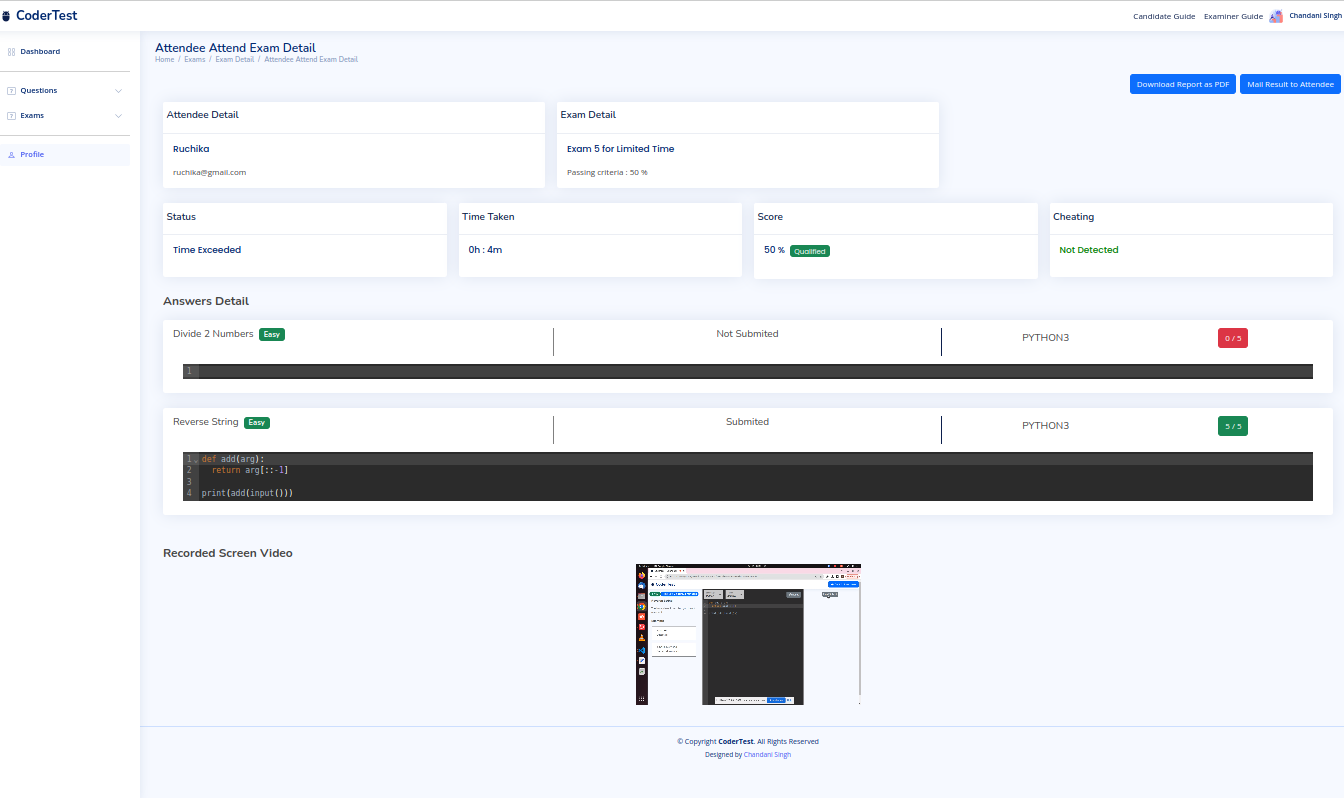 CoderTest
Candidate Guide Examiner Guide Chandani Singh
Dashboard
Questions
Exams
Profile
Attendee Attend Exam Detail
Home / Exams / Exam Detail / Attendee Attend Exam Detail
Download Report as PDF Mail Result to Attendee
Attendee Detail Exam Detail
Ruchika Exam 5 for Limited Time
ruchika@gmail.com Passing criteria : 50 %
Status Time Taken Score Cheating
Time Exceeded 0h : 4m 50 % Qualified Not Detected
Answers Detail
Divide 2 Numbers Easy Not Submited PYTHON3 0 / 5
1
Reverse String Easy Submited PYTHON3 5 / 5
1 def add(arg):
2 return arg[::-1]
3
4 print(add(input()))
Recorded Screen Video
CoderTest
© Copyright CoderTest. All Rights Reserved
Designed by Chandani Singh